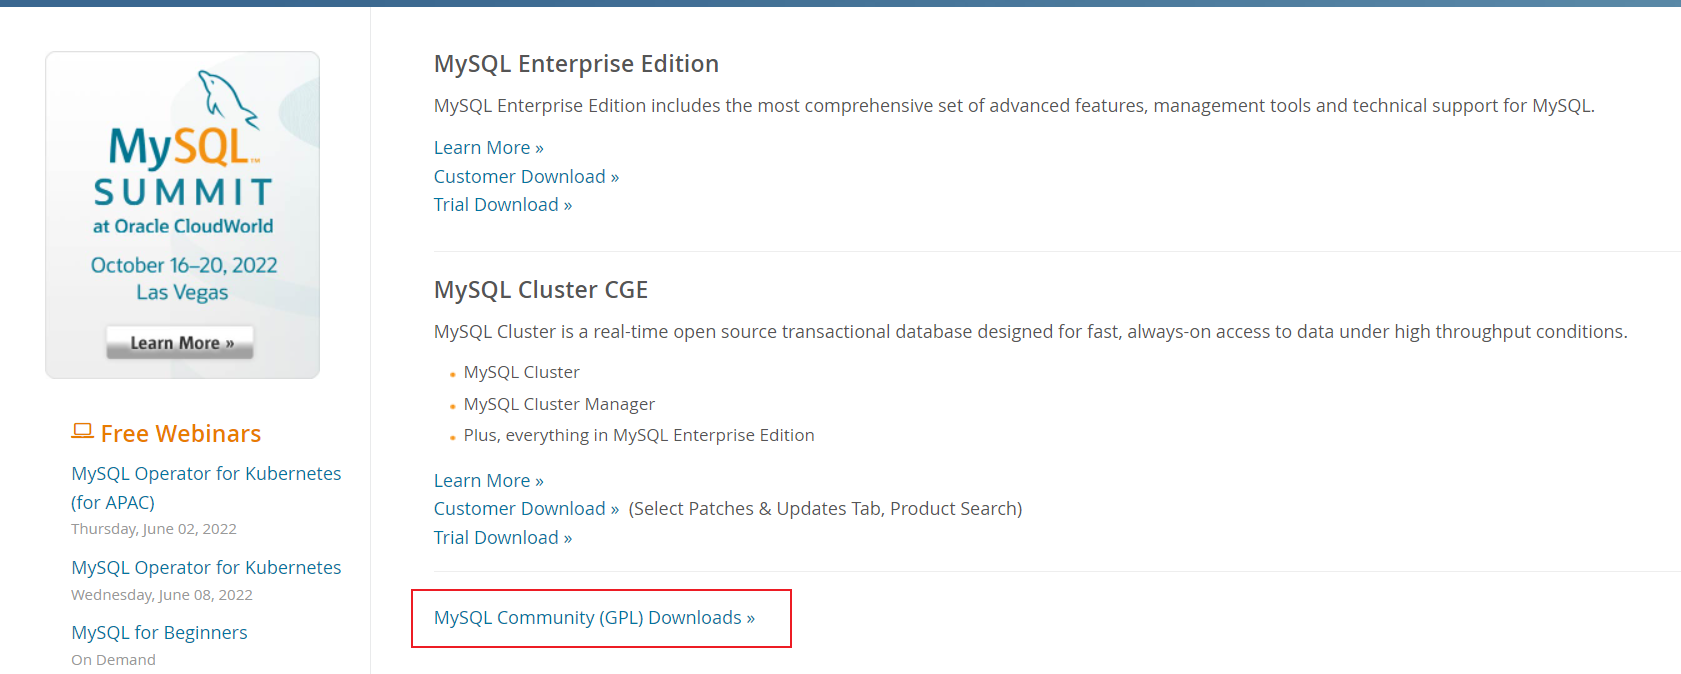 MySQL™
SUMMIT
at Oracle CloudWorld
October 16–20, 2022
Las Vegas
Learn More »
Free Webinars
MySQL Operator for Kubernetes
(for APAC)
Thursday, June 02, 2022
MySQL Operator for Kubernetes
Wednesday, June 08, 2022
MySQL for Beginners
On Demand
MySQL Enterprise Edition
MySQL Enterprise Edition includes the most comprehensive set of advanced features, management tools and technical support for MySQL.
Learn More »
Customer Download »
Trial Download »
MySQL Cluster CGE
MySQL Cluster is a real-time open source transactional database designed for fast, always-on access to data under high throughput conditions.
• MySQL Cluster
• MySQL Cluster Manager
• Plus, everything in MySQL Enterprise Edition
Learn More »
Customer Download » (Select Patches & Updates Tab, Product Search)
Trial Download »
MySQL Community (GPL) Downloads »